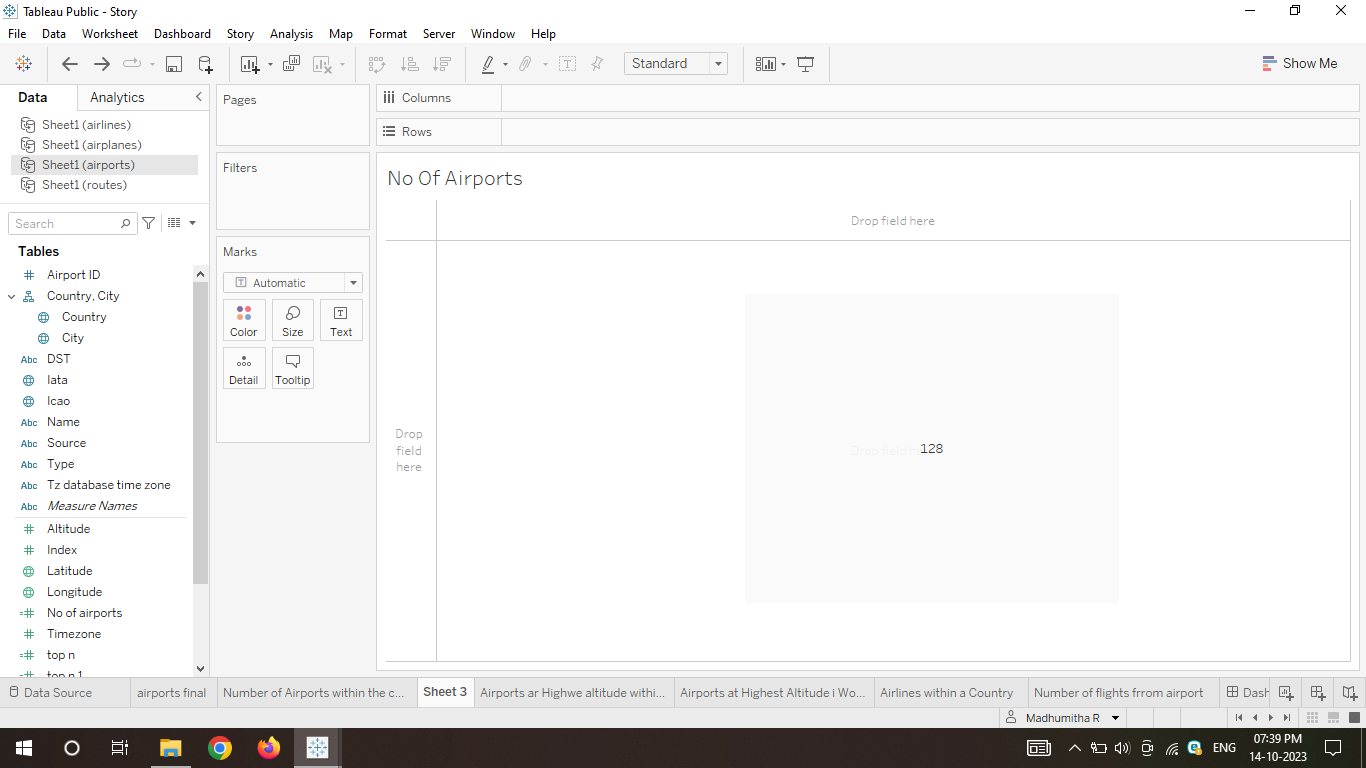 Tableau Public - Story
File Data Worksheet Dashboard Story Analysis Map Format Server Window Help
Standard
Show Me
Data Analytics
Sheet1 (airlines)
Sheet1 (airplanes)
Sheet1 (airports)
Sheet1 (routes)
Search
Tables
Airport ID
Country, City
Country
City
Abc DST
Iata
Icao
Abc Name
Abc Source
Abc Type
Abc Tz database time zone
Abc Measure Names
Altitude
Index
Latitude
Longitude
No of airports
Timezone
top n
top n 1
Pages
Filters
Marks
Automatic
Color Size Text
Detail Tooltip
Columns
Rows
No Of Airports
Drop field here
Drop
field
here
128
Data Source airports final Number of Airports within the c... Sheet 3 Airports ar Highwe altitude withi... Airports at Highest Altitude i Wo... Airlines within a Country Number of flights frrom airport Dash
Madhumitha R
ENG
07:39 PM
14-10-2023